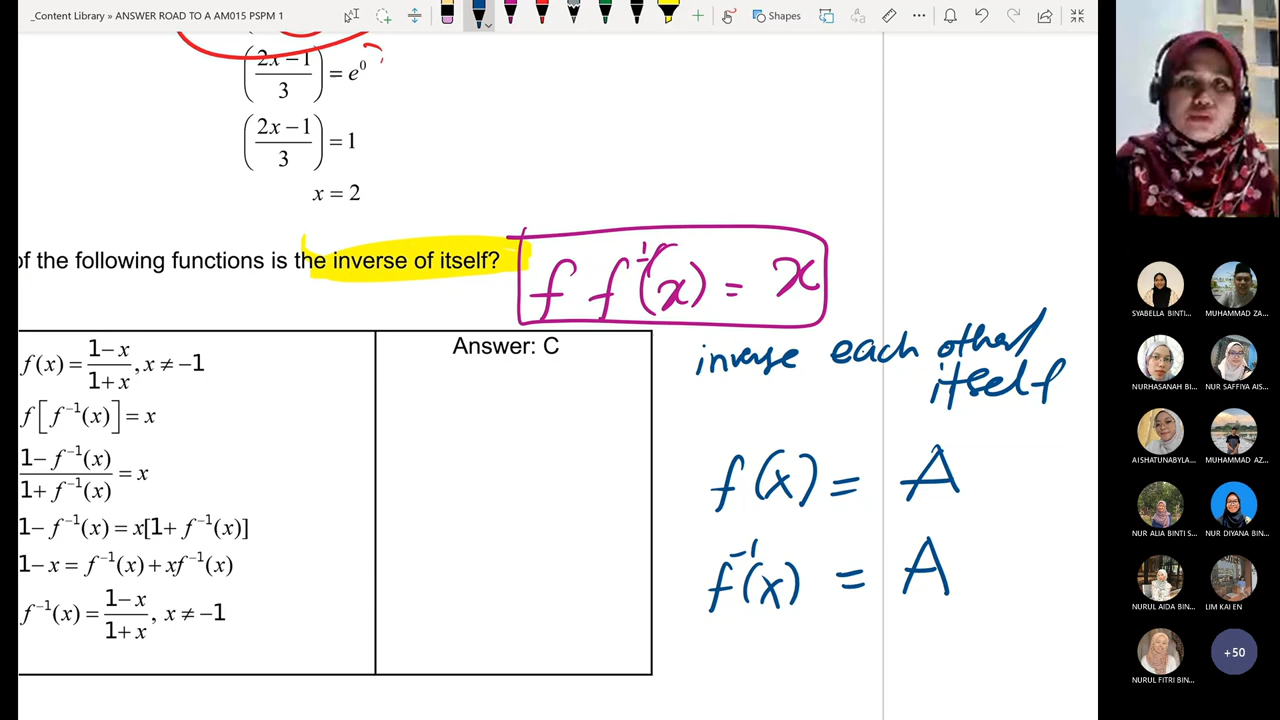 _Content Library » ANSWER ROAD TO A AM015 PSPM 1
Shapes
(2x−1/3) = e⁰
(2x−1/3) = 1
x = 2
of the following functions is the inverse of itself?
f f⁻¹(x) = x
f(x) = 1−x/1+x, x ≠ −1
f[f⁻¹(x)] = x
1−f⁻¹(x)/1+f⁻¹(x) = x
1−f⁻¹(x) = x[1+f⁻¹(x)]
1−x = f⁻¹(x)+xf⁻¹(x)
f⁻¹(x) = 1−x/1+x, x ≠ −1
Answer: C
inverse each other/
itself
f(x) = A
f⁻¹(x) = A
SYABELLA BINTI...
MUHAMMAD ZA...
NURHASANAH BI...
NUR SAFFIYA AIS...
AISHATUNABYLA...
MUHAMMAD AZ...
NUR ALIA BINTI S...
NUR DIYANA BIN...
NURUL AIDA BIN...
LIM KAI EN
NURUL FITRI BIN...
+50